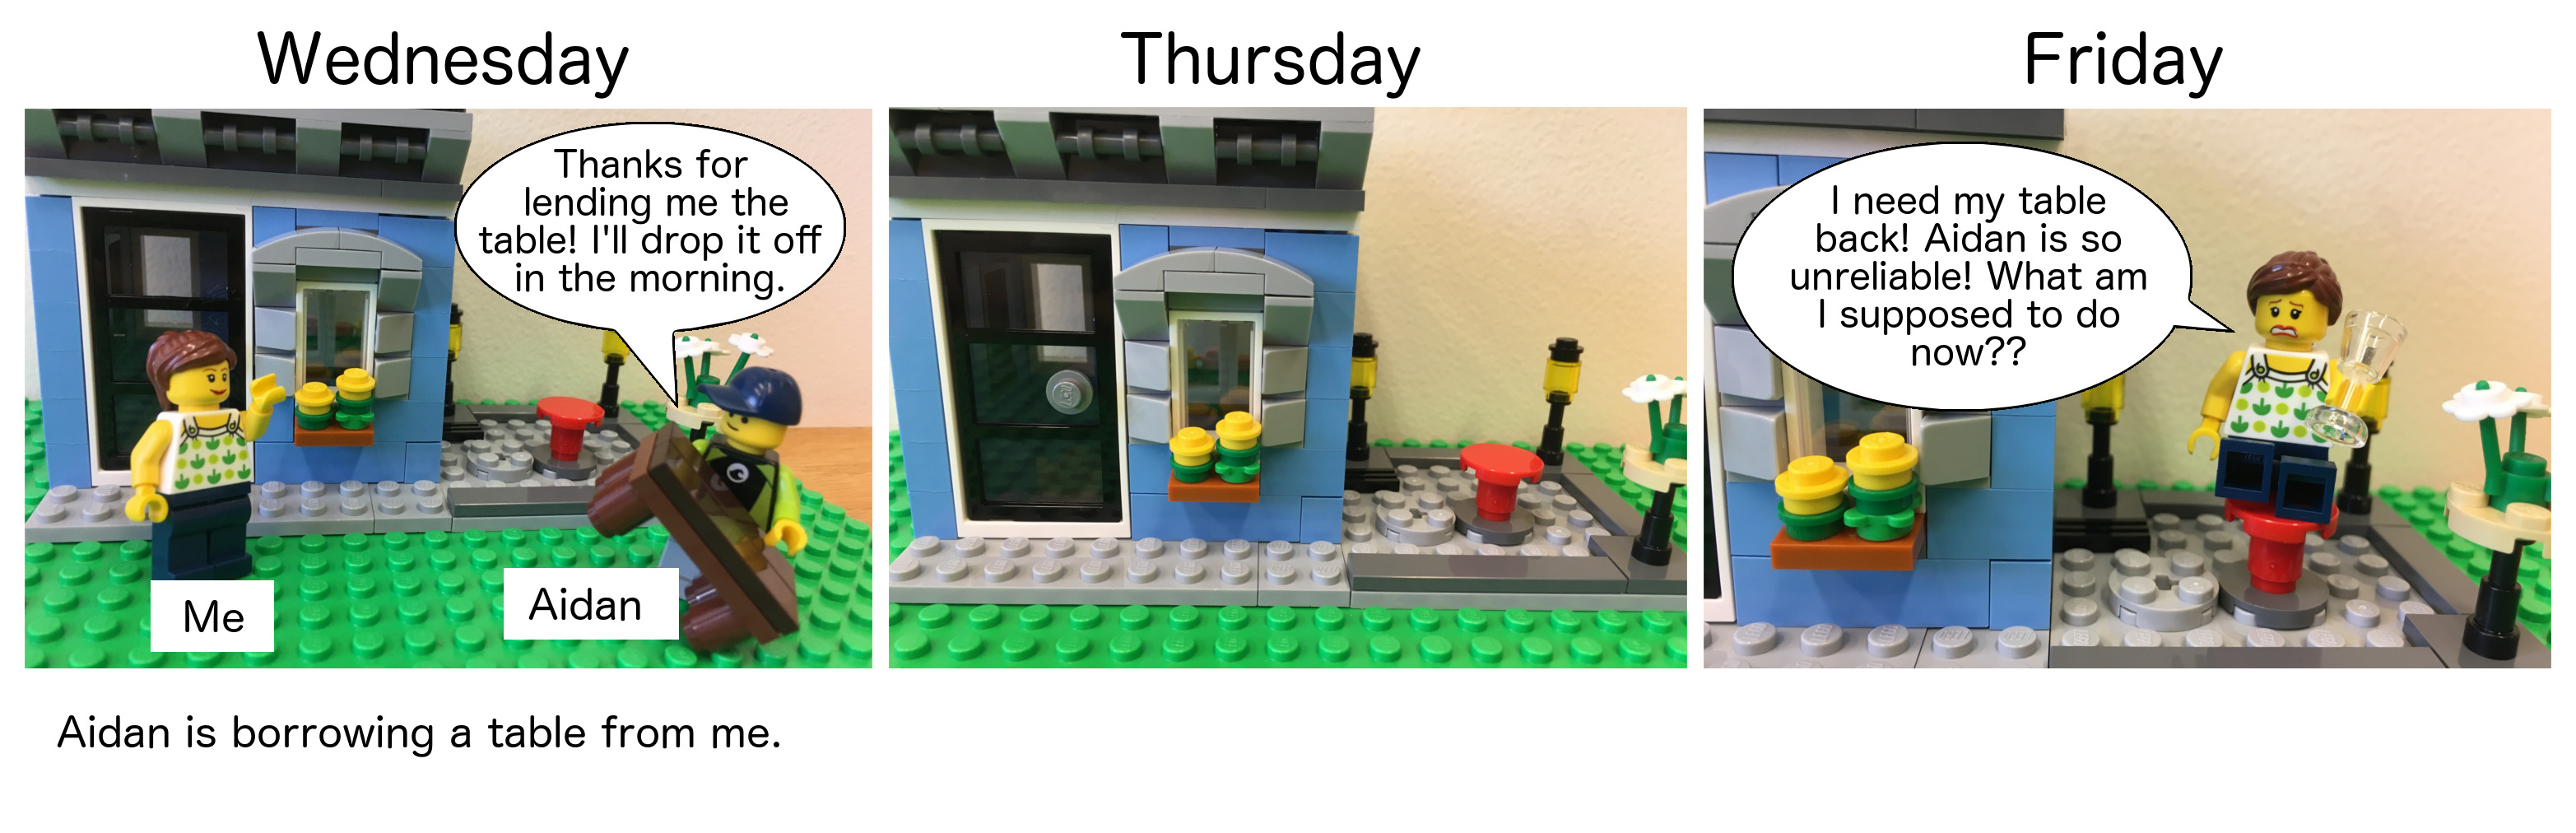 Wednesday
Thursday
Friday
Thanks for
lending me the
table! I'll drop it off
in the morning.
Me
Aidan
I need my table
back! Aidan is so
unreliable! What am
I supposed to do
now??
Aidan is borrowing a table from me.